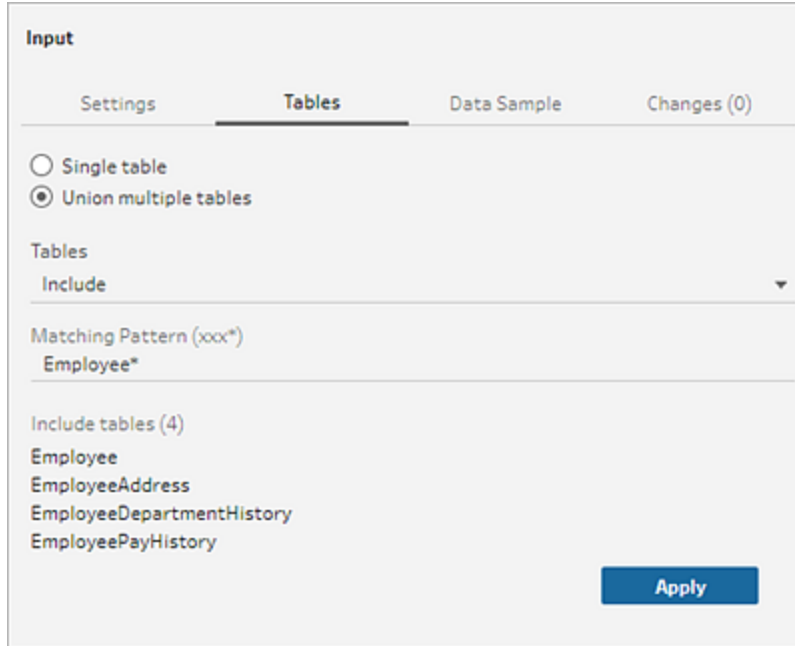 Input
Settings Tables Data Sample Changes (0)
Single table
Union multiple tables
Tables
Include
Matching Pattern (xxx*)
Employee*
Include tables (4)
Employee
EmployeeAddress
EmployeeDepartmentHistory
EmployeePayHistory
Apply